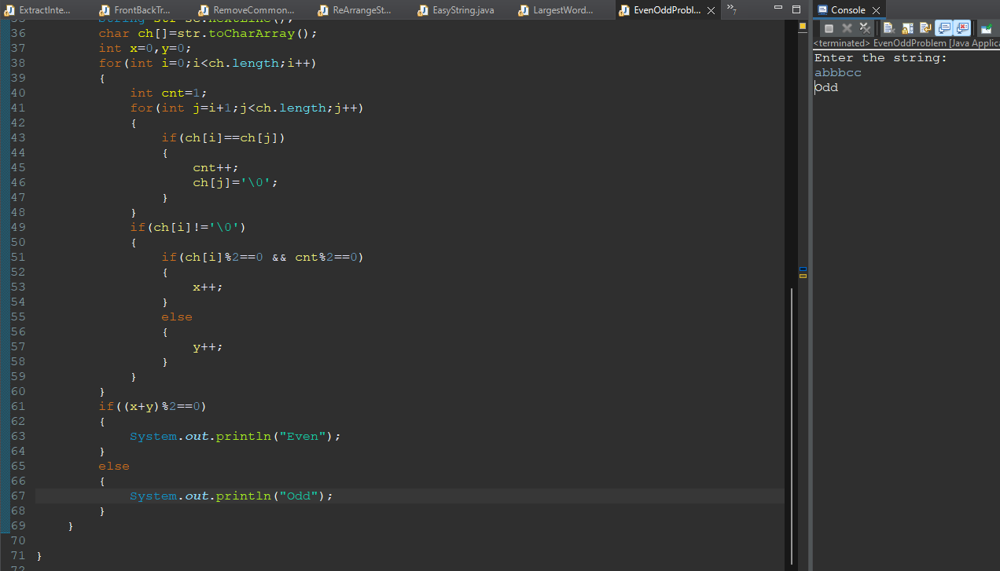 ExtractInte... FrontBackTr... RemoveCommon... ReArrangeSt... EasyString.java LargestWord... EvenOddProbl... »7 Console
<terminated> EvenOddProblem [Java Applica
Enter the string:
abbbcc
Odd
36 char ch[]=str.toCharArray();
37 int x=0,y=0;
38 for(int i=0;i<ch.length;i++)
39 {
40 int cnt=1;
41 for(int j=i+1;j<ch.length;j++)
42 {
43 if(ch[i]==ch[j])
44 {
45 cnt++;
46 ch[j]='\0';
47 }
48 }
49 if(ch[i]!='\0')
50 {
51 if(ch[i]%2==0 && cnt%2==0)
52 {
53 x++;
54 }
55 else
56 {
57 y++;
58 }
59 }
60 }
61 if((x+y)%2==0)
62 {
63 System.out.println("Even");
64 }
65 else
66 {
67 System.out.println("Odd");
68 }
69 }
70
71 }
72